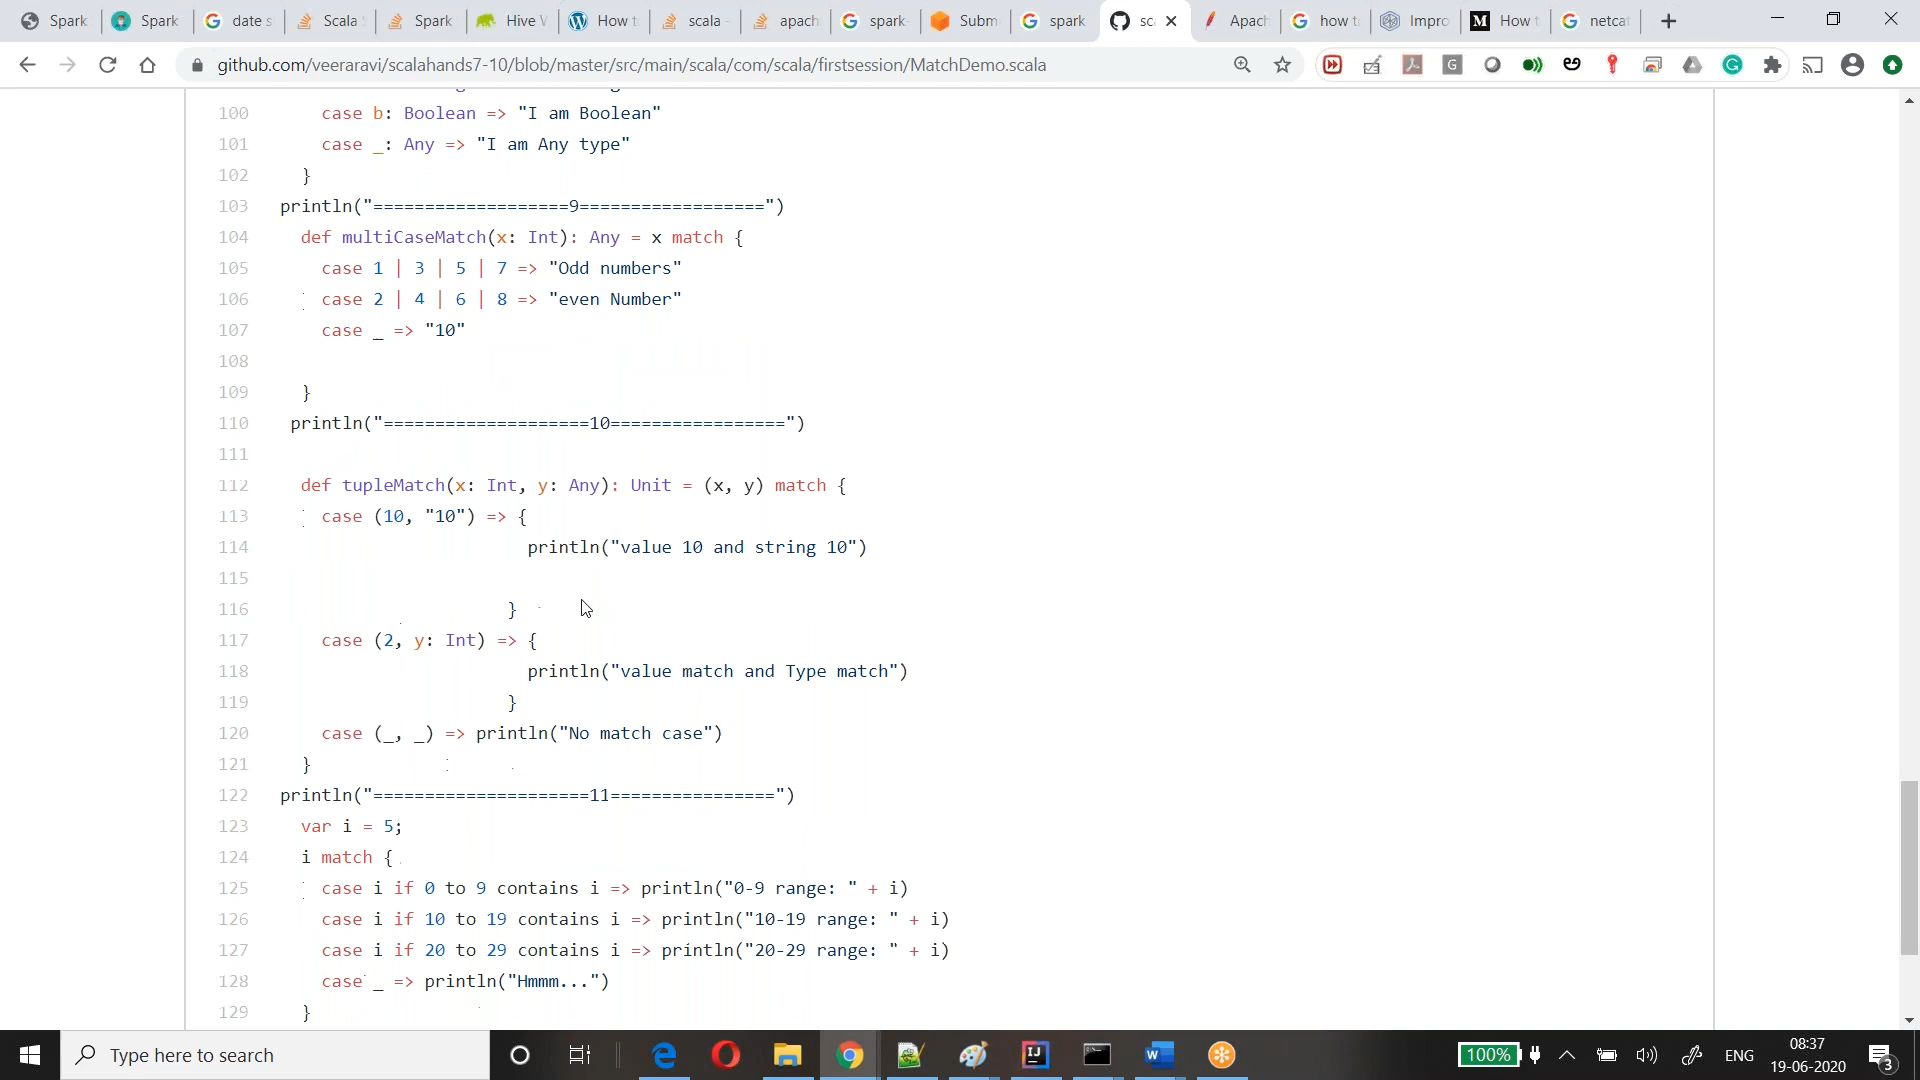 Spark
Spark
date s
Scala
Spark
Hive V
How t
scala
apach
spark
Subm
spark
sc
Apach
how t
Impro
How t
netca
github.com/veeraravi/scalahands7-10/blob/master/src/main/scala/com/scala/firstsession/MatchDemo.scala
100 case b: Boolean => "I am Boolean"
101 case _: Any => "I am Any type"
102 }
103 println("===================9==================")
104 def multiCaseMatch(x: Int): Any = x match {
105 case 1 | 3 | 5 | 7 => "Odd numbers"
106 case 2 | 4 | 6 | 8 => "even Number"
107 case _ => "10"
108
109 }
110 println("====================10=================")
111
112 def tupleMatch(x: Int, y: Any): Unit = (x, y) match {
113 case (10, "10") => {
114 println("value 10 and string 10")
115
116 }
117 case (2, y: Int) => {
118 println("value match and Type match")
119 }
120 case (_, _) => println("No match case")
121 }
122 println("=====================11================")
123 var i = 5;
124 i match {
125 case i if 0 to 9 contains i => println("0-9 range: " + i)
126 case i if 10 to 19 contains i => println("10-19 range: " + i)
127 case i if 20 to 29 contains i => println("20-29 range: " + i)
128 case _ => println("Hmmm...")
129 }
Type here to search
100%
ENG
08:37
19-06-2020
3